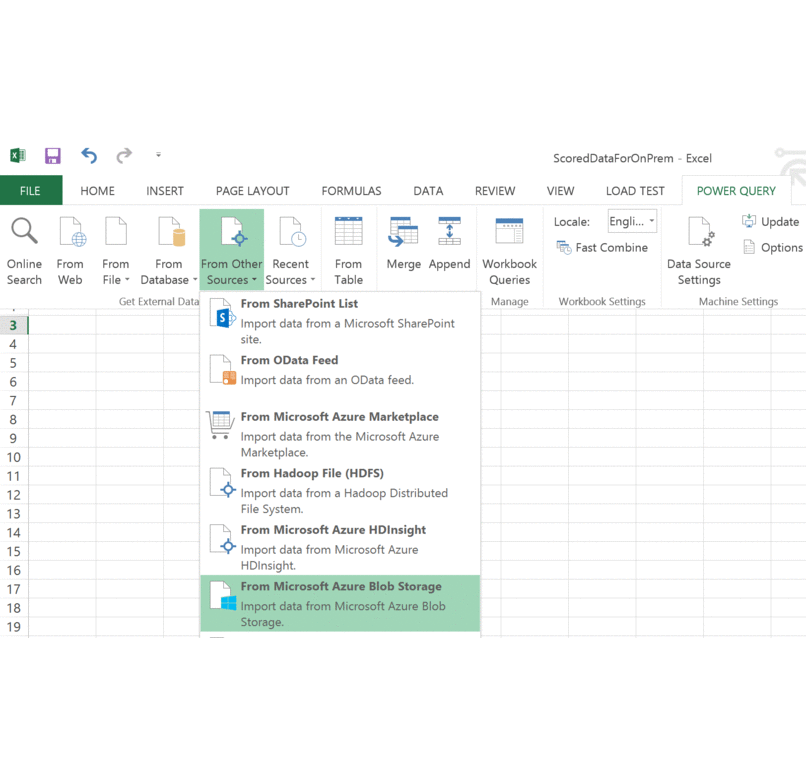 ScoredDataForOnPrem - Excel
FILE HOME INSERT PAGE LAYOUT FORMULAS DATA REVIEW VIEW LOAD TEST POWER QUERY
Online Search
From Web
From File
From Database
From Other Sources
Recent Sources
From Table
Merge
Append
Workbook Queries
Locale: Engli...
Fast Combine
Data Source Settings
Update
Options
Get External Data
Manage
Workbook Settings
Machine Settings
From SharePoint List
Import data from a Microsoft SharePoint
site.
From OData Feed
Import data from an OData feed.
From Microsoft Azure Marketplace
Import data from the Microsoft Azure
Marketplace.
From Hadoop File (HDFS)
Import data from a Hadoop Distributed
File System.
From Microsoft Azure HDInsight
Import data from Microsoft Azure
HDInsight.
From Microsoft Azure Blob Storage
Import data from Microsoft Azure Blob
Storage.
3
4
5
6
7
8
9
10
11
12
13
14
15
16
17
18
19